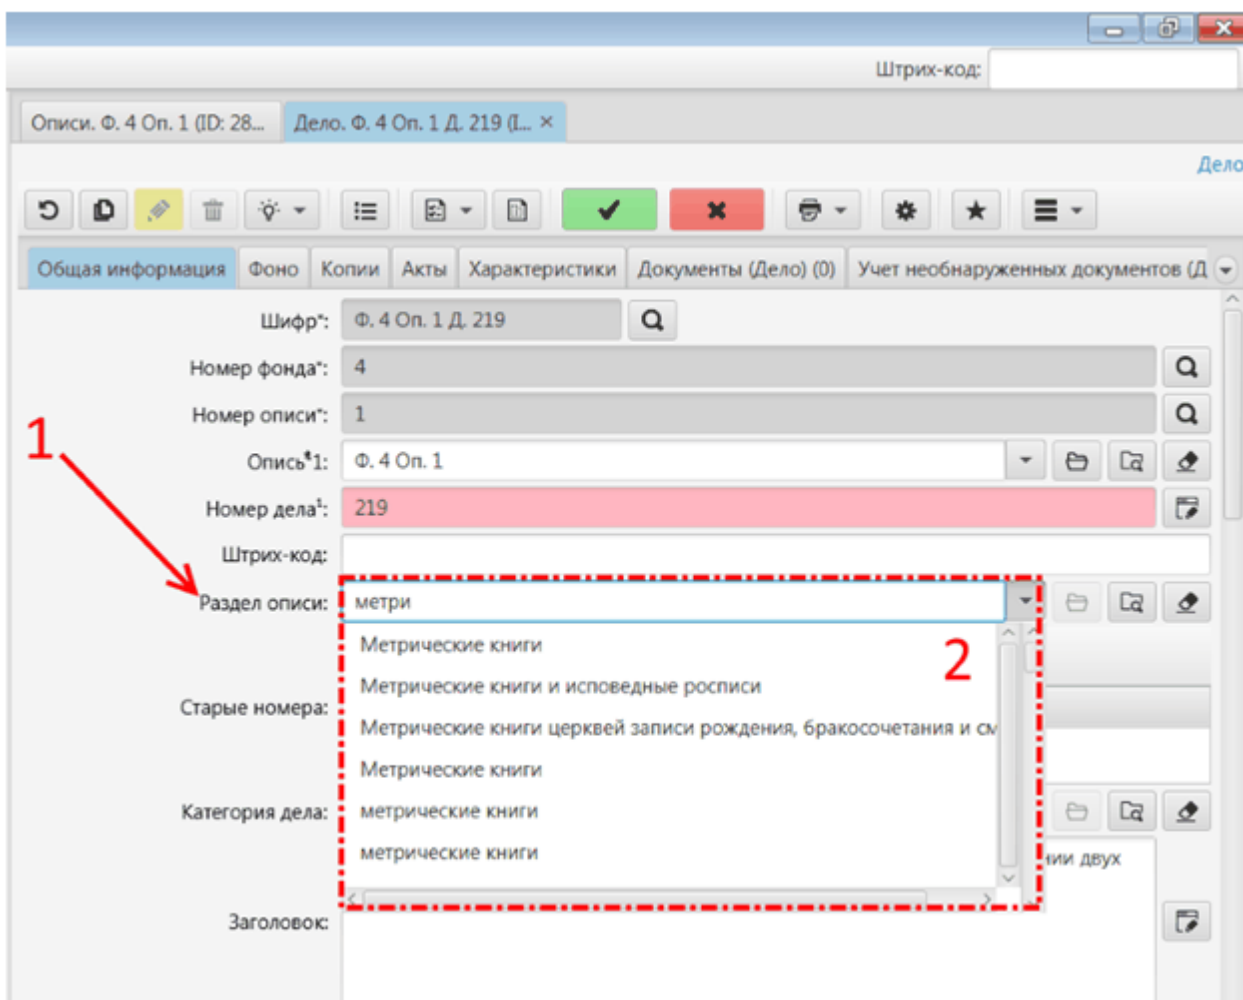 Штрих-код:
Описи. Ф. 4 Оп. 1 (ID: 28... Дело. Ф. 4 Оп. 1 Д. 219 (I... ×
Дело
Общая информация Фоно Копии Акты Характеристики Документы (Дело) (0) Учет необнаруженных документов (Д
Шифр*: Ф. 4 Оп. 1 Д. 219
Номер фонда*: 4
Номер описи*: 1
1
Опись*1: Ф. 4 Оп. 1
Номер дела¹: 219
Штрих-код:
Раздел описи: метри
Метрические книги
2
Метрические книги и исповедные росписи
Старые номера:
Метрические книги церквей записи рождения, бракосочетания и см
Метрические книги
Категория дела: метрические книги
метрические книги
нии двух
Заголовок: